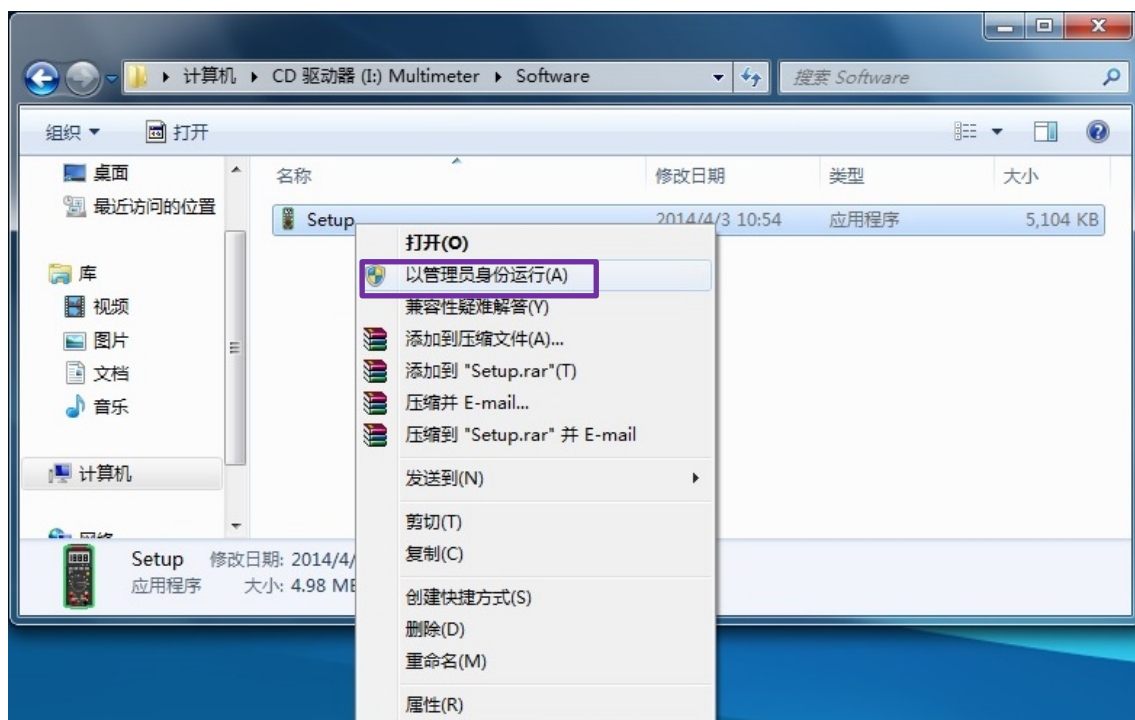 计算机 ▸ CD 驱动器 (I:) Multimeter ▸ Software
搜索 Software
组织 打开
名称 修改日期 类型 大小
桌面
最近访问的位置
Setup 2014/4/3 10:54 应用程序 5,104 KB
打开(O)
以管理员身份运行(A)
兼容性疑难解答(Y)
添加到压缩文件(A)...
添加到 "Setup.rar"(T)
压缩并 E-mail...
压缩到 "Setup.rar" 并 E-mail
发送到(N)
剪切(T)
复制(C)
创建快捷方式(S)
删除(D)
重命名(M)
属性(R)
库
视频
图片
文档
音乐
计算机
网络
Setup 修改日期: 2014/4/
应用程序 大小: 4.98 ME